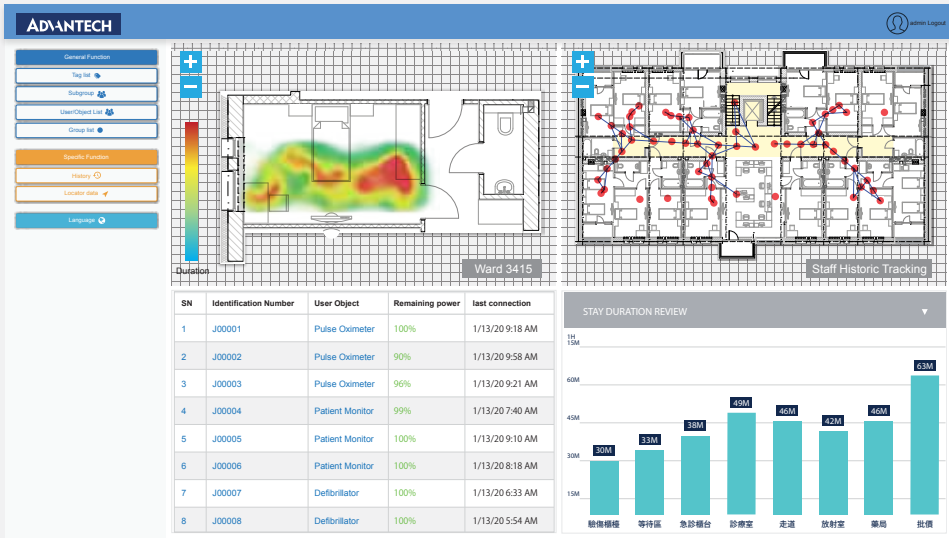 ADVANTECH
admin Logout
General Function
Tag list
Subgroup
User/Object List
Group list
Specific Function
History
Locaton data
Language
+
−
Duration
Ward 3415
+
−
Staff Historic Tracking
SN Identification Number User Object Remaining power last connection
1 J00001 Pulse Oximeter 100% 1/13/20 9:18 AM
2 J00002 Pulse Oximeter 90% 1/13/20 9:58 AM
3 J00003 Pulse Oximeter 96% 1/13/20 9:21 AM
4 J00004 Patient Monitor 99% 1/13/20 7:40 AM
5 J00005 Patient Monitor 100% 1/13/20 9:10 AM
6 J00006 Patient Monitor 100% 1/13/20 8:18 AM
7 J00007 Defibrillator 100% 1/13/20 6:33 AM
8 J00008 Defibrillator 100% 1/13/20 5:54 AM
STAY DURATION REVIEW ▼
1H
15M
60M
45M
30M
15M
30M 33M 38M 49M 46M 42M 46M 63M
驗傷櫃檯 等待區 急診櫃台 診療室 走道 放射室 藥局 批價